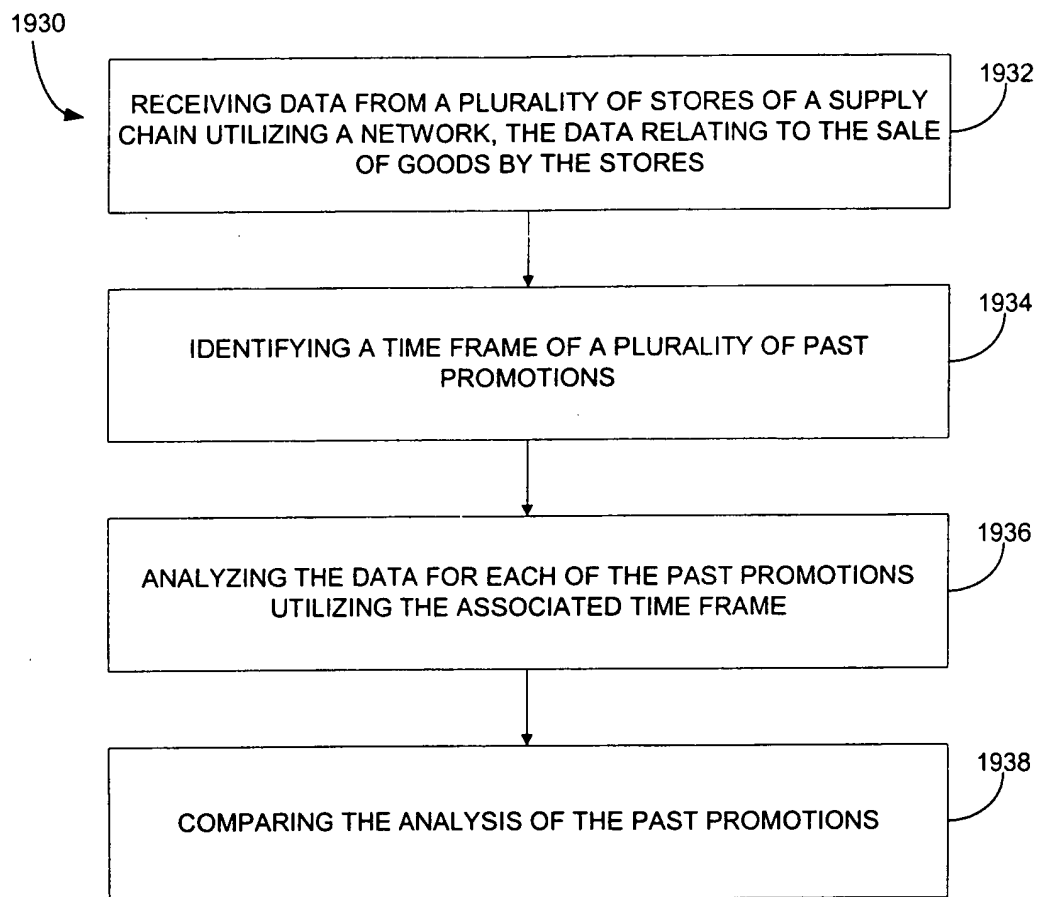 1930
1932
RECEIVING DATA FROM A PLURALITY OF STORES OF A SUPPLY
CHAIN UTILIZING A NETWORK, THE DATA RELATING TO THE SALE
OF GOODS BY THE STORES
1934
IDENTIFYING A TIME FRAME OF A PLURALITY OF PAST
PROMOTIONS
1936
ANALYZING THE DATA FOR EACH OF THE PAST PROMOTIONS
UTILIZING THE ASSOCIATED TIME FRAME
1938
COMPARING THE ANALYSIS OF THE PAST PROMOTIONS